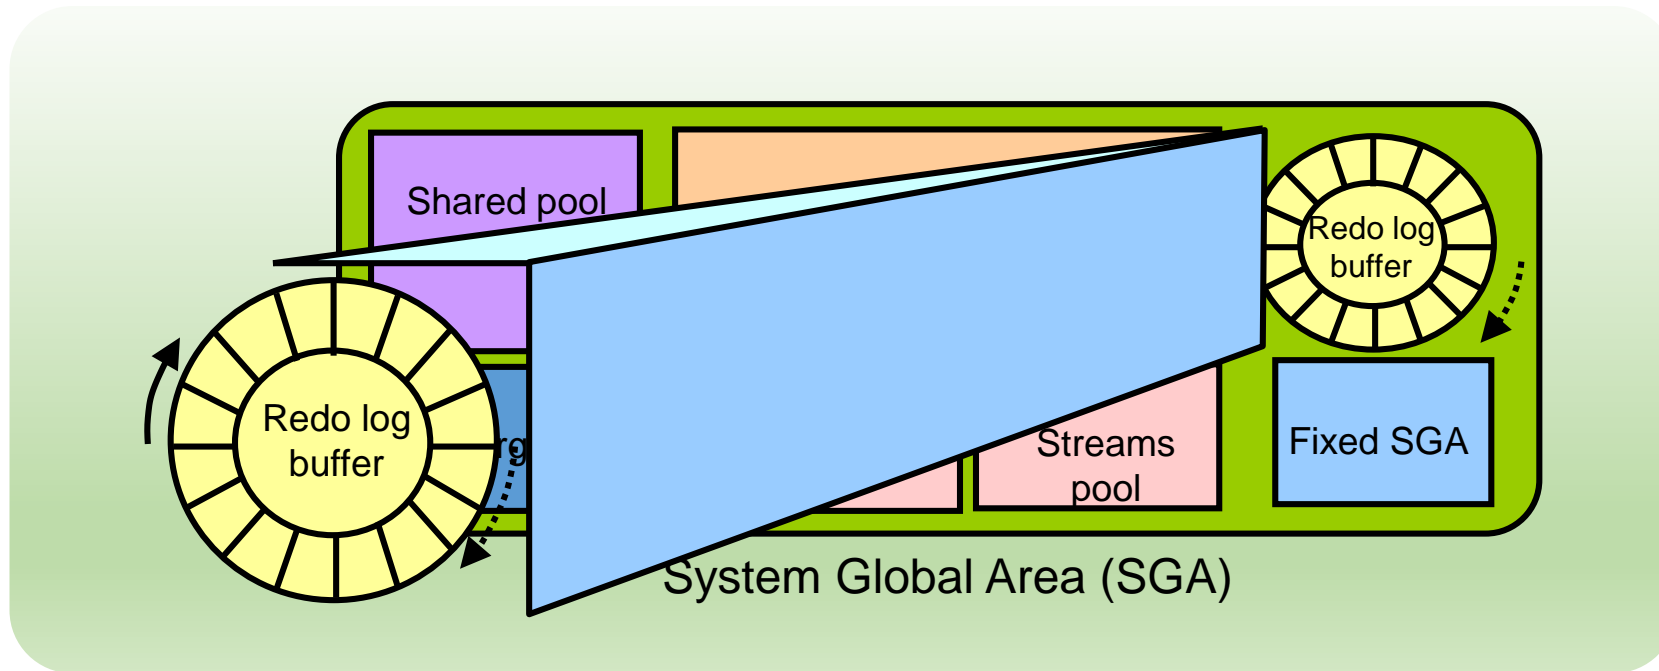 Shared pool
Redo log
buffer
Redo log
buffer
Streams
pool
Fixed SGA
System Global Area (SGA)